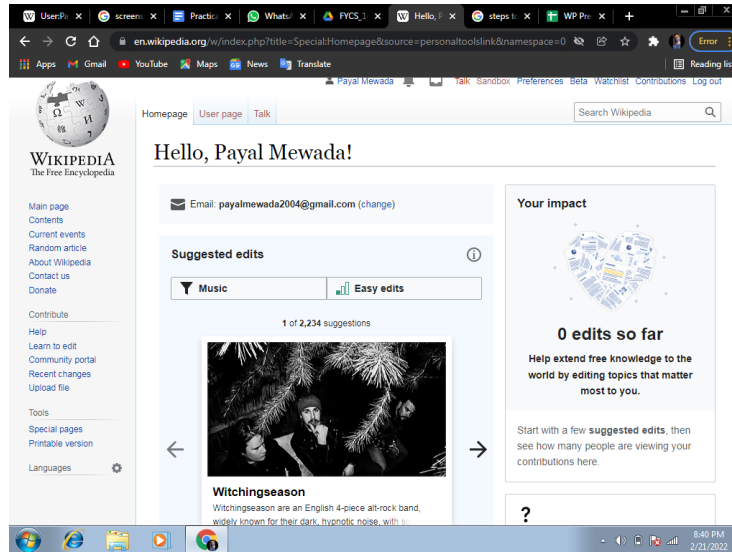 User:Pa
screens
Practica
WhatsA
FYCS_1
Hello, P
steps to
WP Pre
en.wikipedia.org/w/index.php?title=Special:Homepage&source=personaltoolslink&namespace=0
Error
Apps Gmail YouTube Maps News Translate Reading lis
Payal Mewada Talk Sandbox Preferences Beta Watchlist Contributions Log out
Homepage User page Talk
Search Wikipedia
WIKIPEDIA
The Free Encyclopedia
Main page
Contents
Current events
Random article
About Wikipedia
Contact us
Donate
Contribute
Help
Learn to edit
Community portal
Recent changes
Upload file
Tools
Special pages
Printable version
Languages
Hello, Payal Mewada!
Email: payalmewada2004@gmail.com (change)
Suggested edits
Music
Easy edits
1 of 2,234 suggestions
Witchingseason
Witchingseason are an English 4-piece alt-rock band,
widely known for their dark, hypnotic noise, with
Your impact
0 edits so far
Help extend free knowledge to the
world by editing topics that matter
most to you.
Start with a few suggested edits, then
see how many people are viewing your
contributions here.
?
8:40 PM
2/21/2022